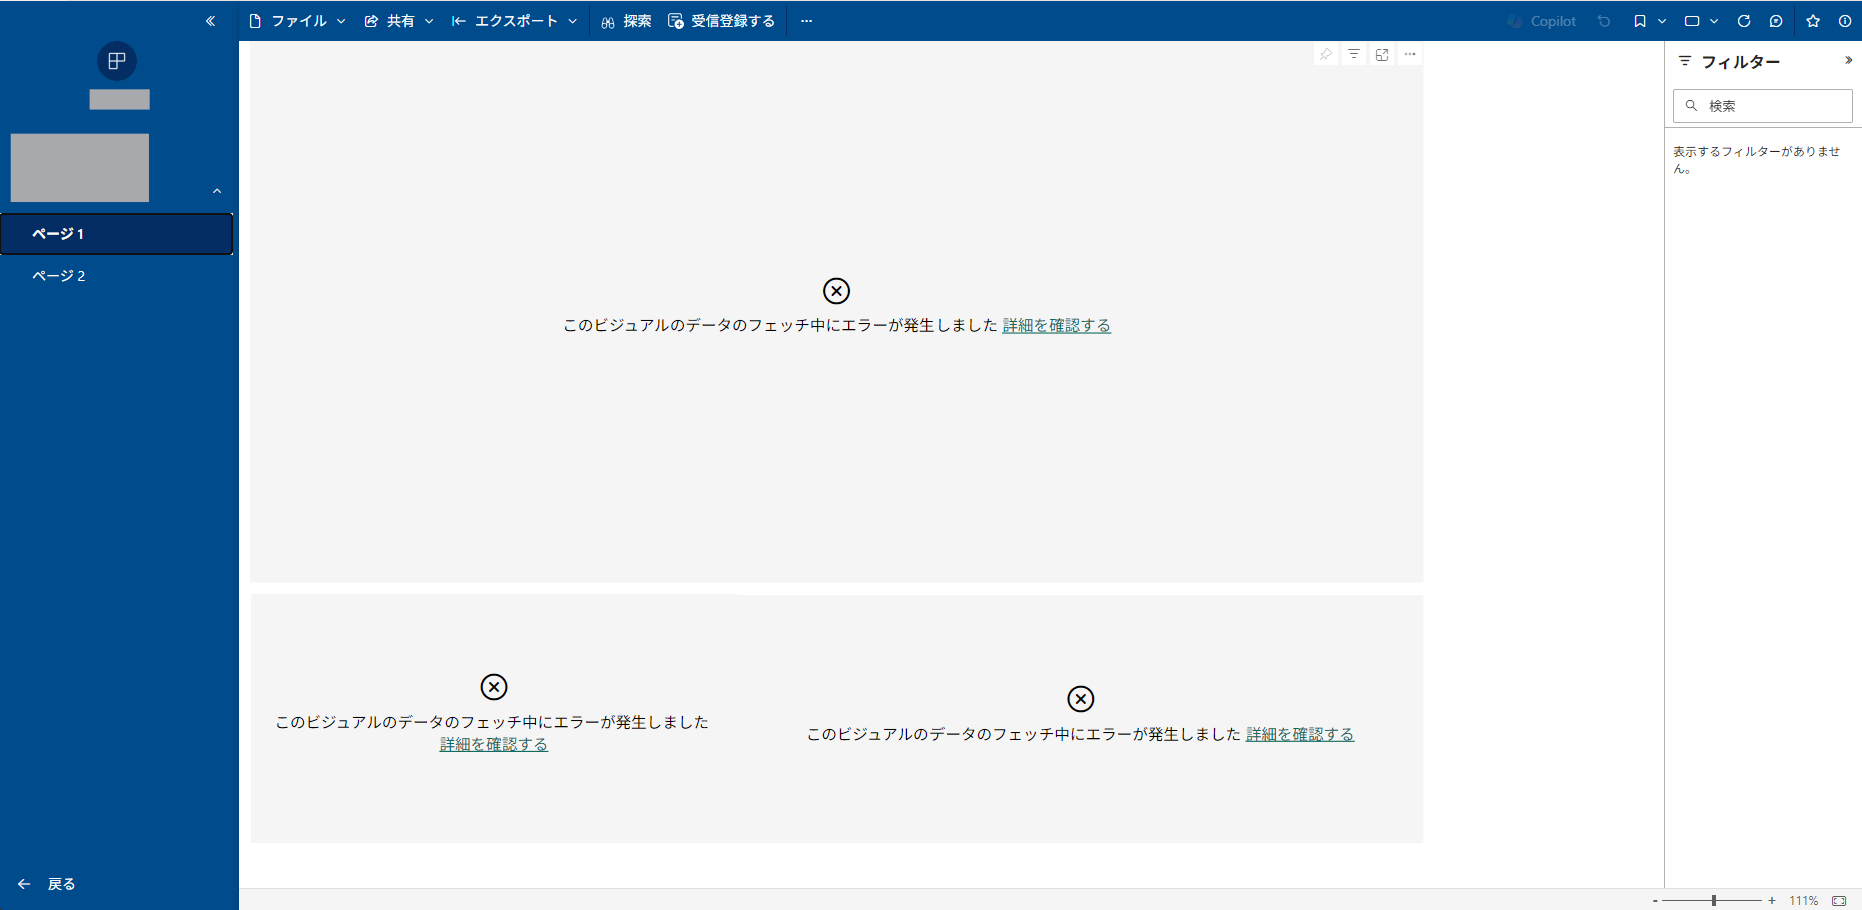 ファイル 共有 エクスポート 探索 受信登録する Copilot
ページ 1
ページ 2
戻る
このビジュアルのデータのフェッチ中にエラーが発生しました 詳細を確認する
このビジュアルのデータのフェッチ中にエラーが発生しました
詳細を確認する
このビジュアルのデータのフェッチ中にエラーが発生しました 詳細を確認する
フィルター
検索
表示するフィルターがありませ
ん。
- + 111%